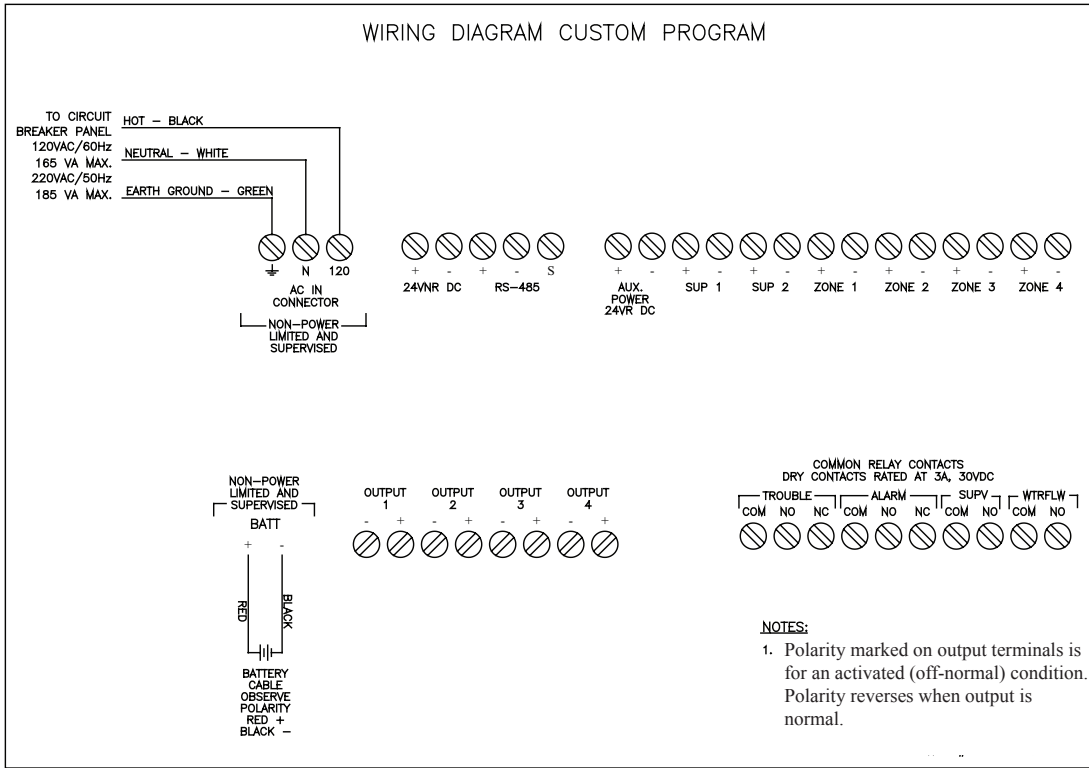 WIRING DIAGRAM CUSTOM PROGRAM
TO CIRCUIT
BREAKER PANEL
120VAC/60Hz
165 VA MAX.
220VAC/50Hz
185 VA MAX.
HOT - BLACK
NEUTRAL - WHITE
EARTH GROUND - GREEN
N 120
AC IN
CONNECTOR
NON-POWER
LIMITED AND
SUPERVISED
+ - + - S
24VNR DC RS-485
+ - + - + - + - + - + - + -
AUX.
POWER
24VR DC
SUP 1 SUP 2 ZONE 1 ZONE 2 ZONE 3 ZONE 4
NON-POWER
LIMITED AND
SUPERVISED
BATT
+ -
RED
BLACK
BATTERY
CABLE
OBSERVE
POLARITY
RED +
BLACK -
OUTPUT OUTPUT OUTPUT OUTPUT
1 2 3 4
- + - + - + - +
COMMON RELAY CONTACTS
DRY CONTACTS RATED AT 3A, 30VDC
TROUBLE ALARM SUPV WTRFLW
COM NO NC COM NO NC COM NO COM NO
NOTES:
1. Polarity marked on output terminals is
for an activated (off-normal) condition.
Polarity reverses when output is
normal.